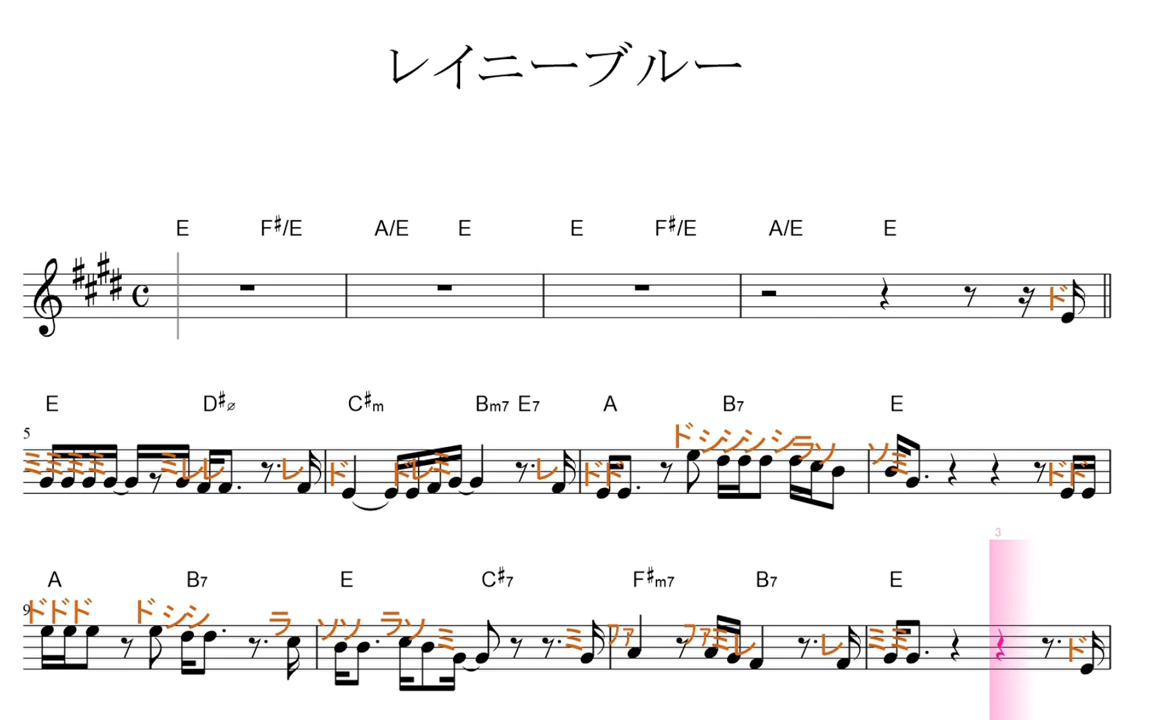 レイニーブルー
E F♯/E A/E E E F♯/E A/E E
ド
E D♯ø C♯m Bm7 E7 A B7 E
5
ミミミミ ミレレ レ ド ドレミ レ ドド ド シシシ シラソ ソミ ドド
3
A B7 E C♯7 F♯m7 B7 E
9
ドドド ド シシ ラ ソソ ラソ ミ ミ ファ ファミレ レ ミミ ド